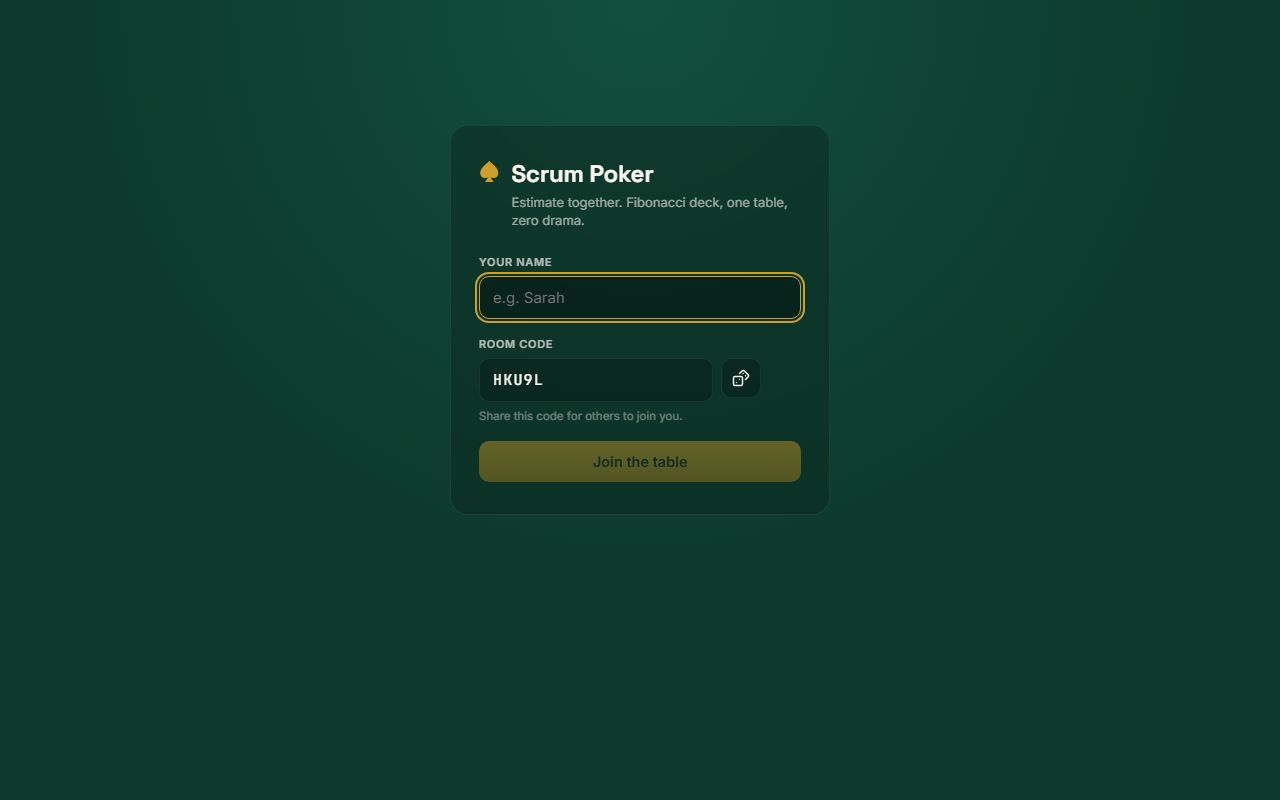 Scrum Poker
Estimate together. Fibonacci deck, one table,
zero drama.
YOUR NAME
e.g. Sarah
ROOM CODE
HKU9L
Share this code for others to join you.
Join the table